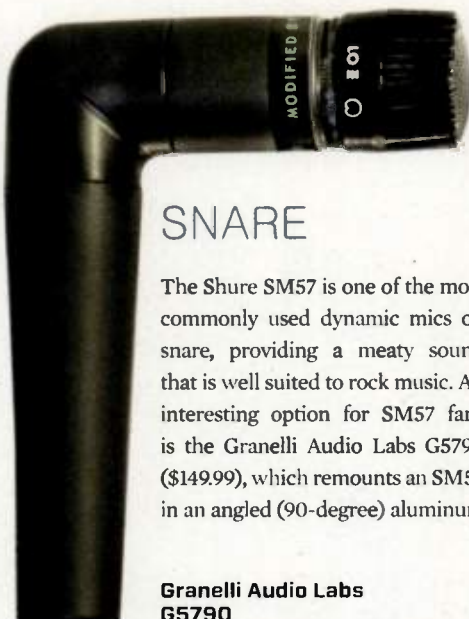 MODIFIED B
SNARE
The Shure SM57 is one of the mo
commonly used dynamic mics o
snare, providing a meaty soun
that is well suited to rock music. A
interesting option for SM57 fan
is the Granelli Audio Labs G579
($149.99), which remounts an SM5
in an angled (90-degree) aluminu
Granelli Audio Labs
G5790